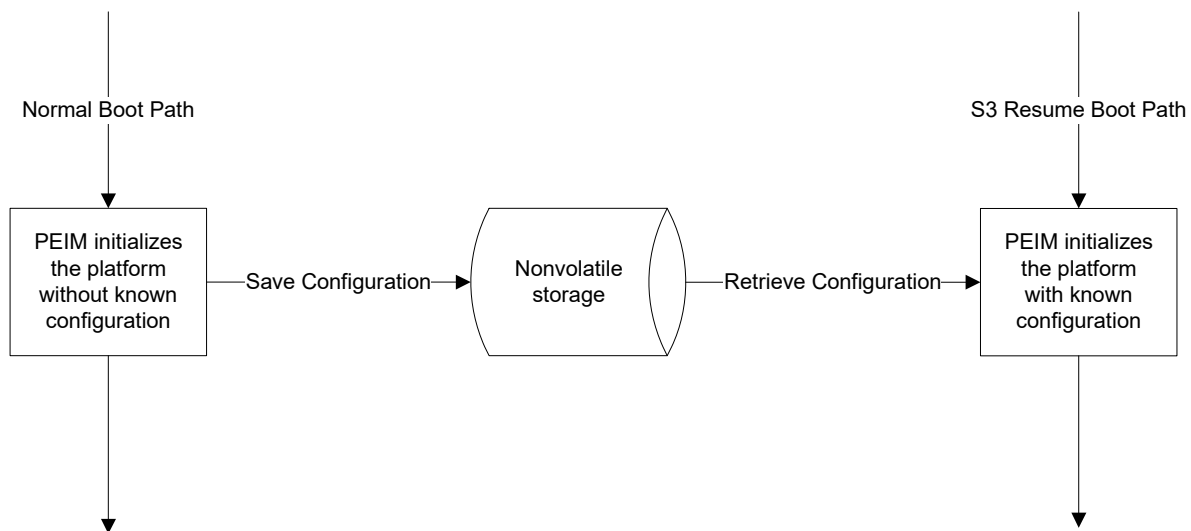 Normal Boot Path
S3 Resume Boot Path
PEIM initializes
the platform
without known
configuration
Save Configuration
Nonvolatile
storage
Retrieve Configuration
PEIM initializes
the platform
with known
configuration